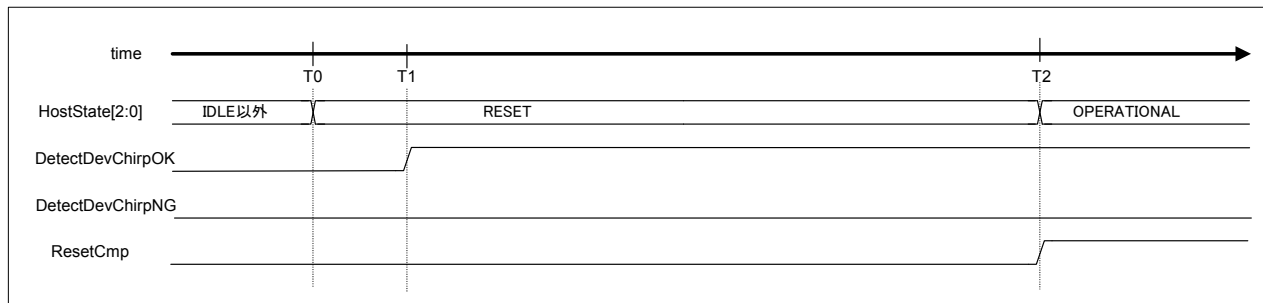 time
T0 T1 T2
HostState[2:0] IDLE以外 RESET OPERATIONAL
DetectDevChirpOK
DetectDevChirpNG
ResetCmp